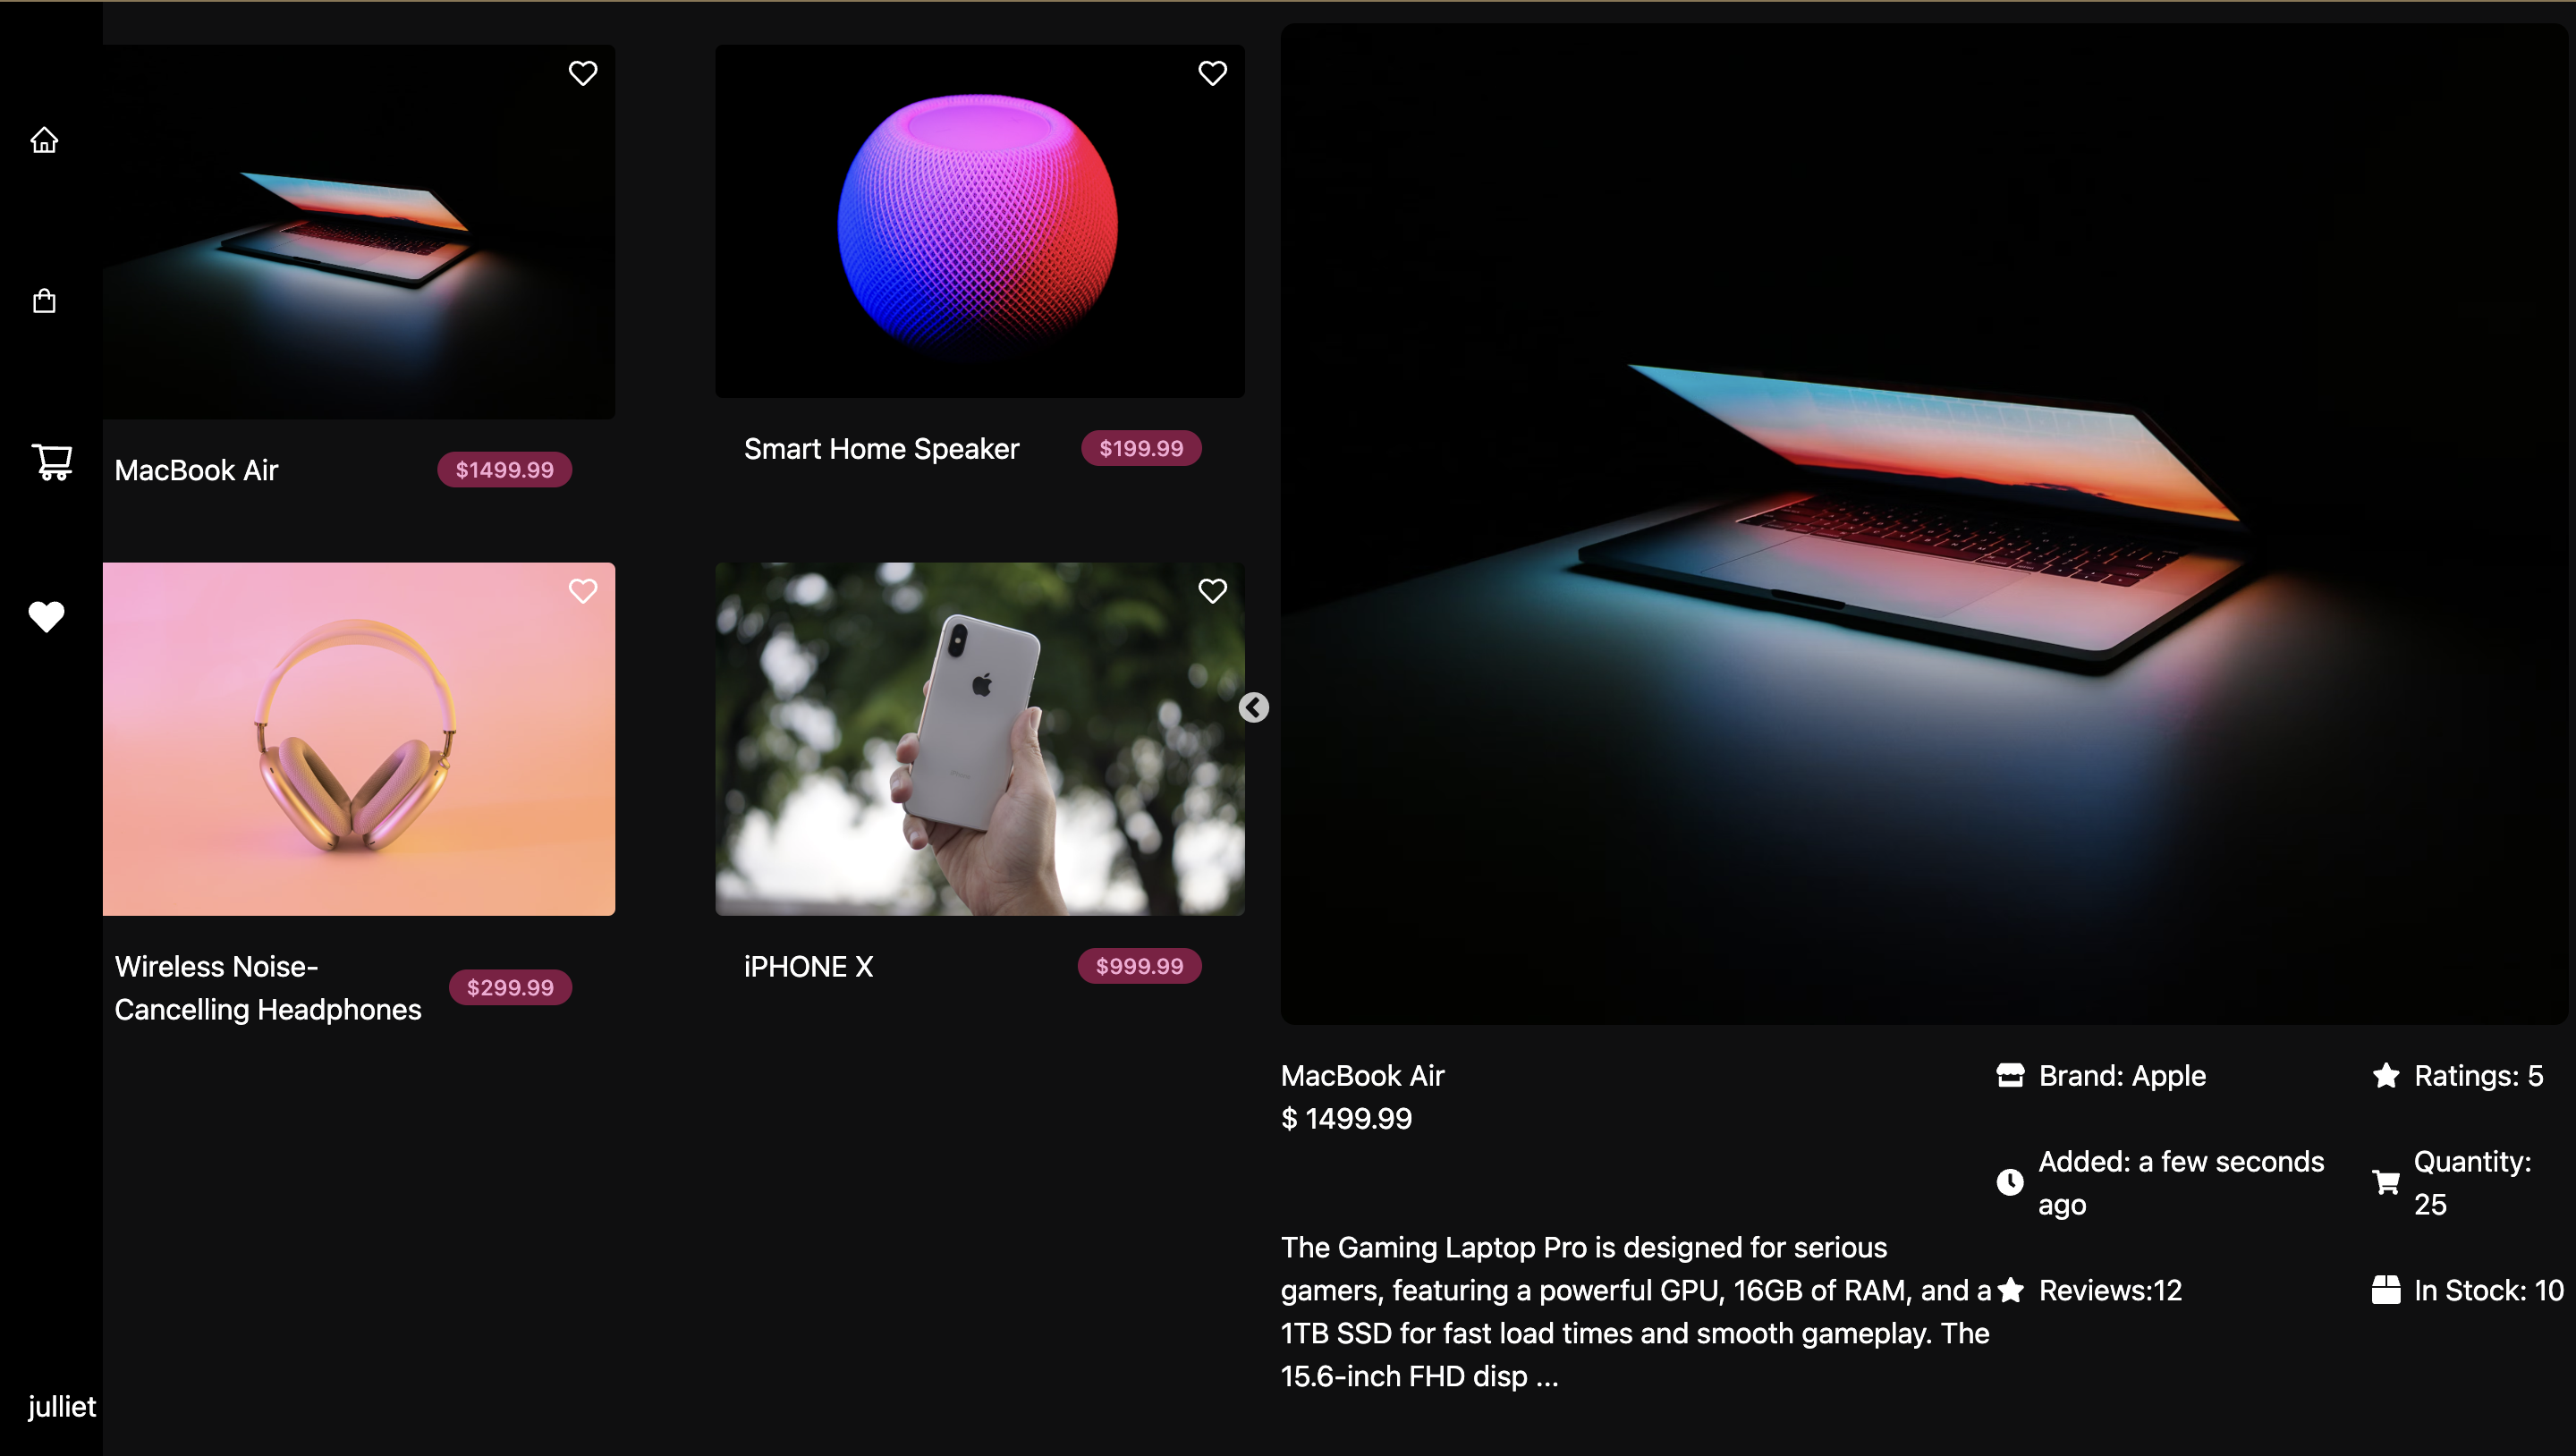 MacBook Air
$1499.99
Smart Home Speaker
$199.99
Wireless Noise-
Cancelling Headphones
$299.99
iPHONE X
$999.99
julliet
MacBook Air
$ 1499.99
The Gaming Laptop Pro is designed for serious
gamers, featuring a powerful GPU, 16GB of RAM, and a
1TB SSD for fast load times and smooth gameplay. The
15.6-inch FHD disp ...
Brand: Apple
Ratings: 5
Added: a few seconds
ago
Quantity:
25
Reviews:12
In Stock: 10